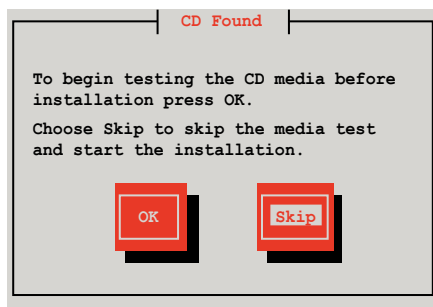 CD Found
To begin testing the CD media before
installation press OK.
Choose Skip to skip the media test
and start the installation.
OK
Skip